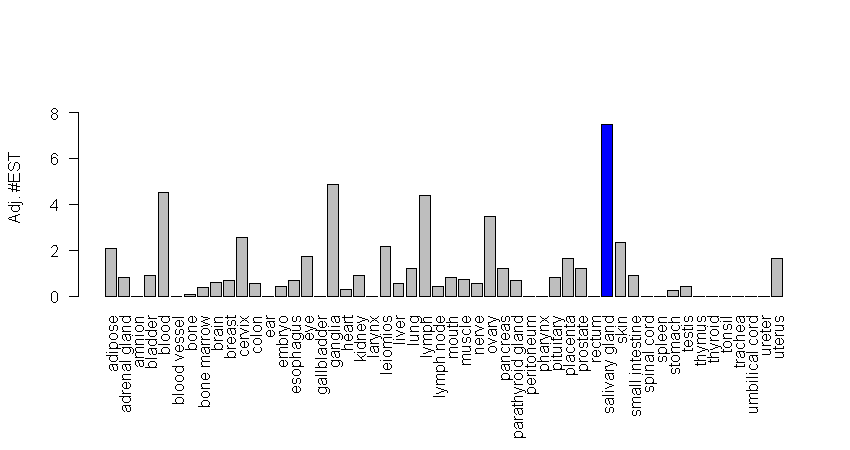 Adj. #EST
8
6
4
2
0
adipose
adrenal gland
amnion
bladder
blood
blood vessel
bone
bone marrow
brain
breast
cervix
colon
ear
embryo
esophagus
eye
gallbladder
ganglia
heart
kidney
larynx
leiomios
liver
lung
lymph
lymph node
mouth
muscle
nerve
ovary
pancreas
parathyroid gland
peritoneum
pharynx
pituitary
placenta
prostate
rectum
salivary gland
skin
small intestine
spinal cord
spleen
stomach
testis
thymus
thyroid
tonsil
trachea
umbilical cord
ureter
uterus